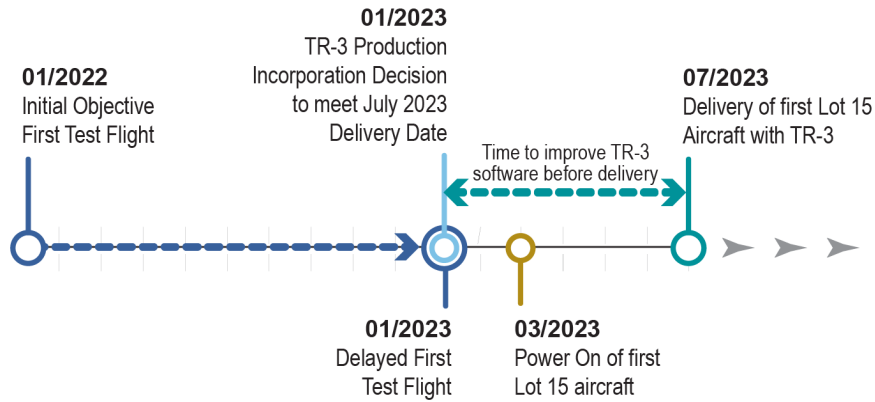 01/2022
Initial Objective
First Test Flight
01/2023
TR-3 Production
Incorporation Decision
to meet July 2023
Delivery Date
Time to improve TR-3
software before delivery
07/2023
Delivery of first Lot 15
Aircraft with TR-3
01/2023
Delayed First
Test Flight
03/2023
Power On of first
Lot 15 aircraft